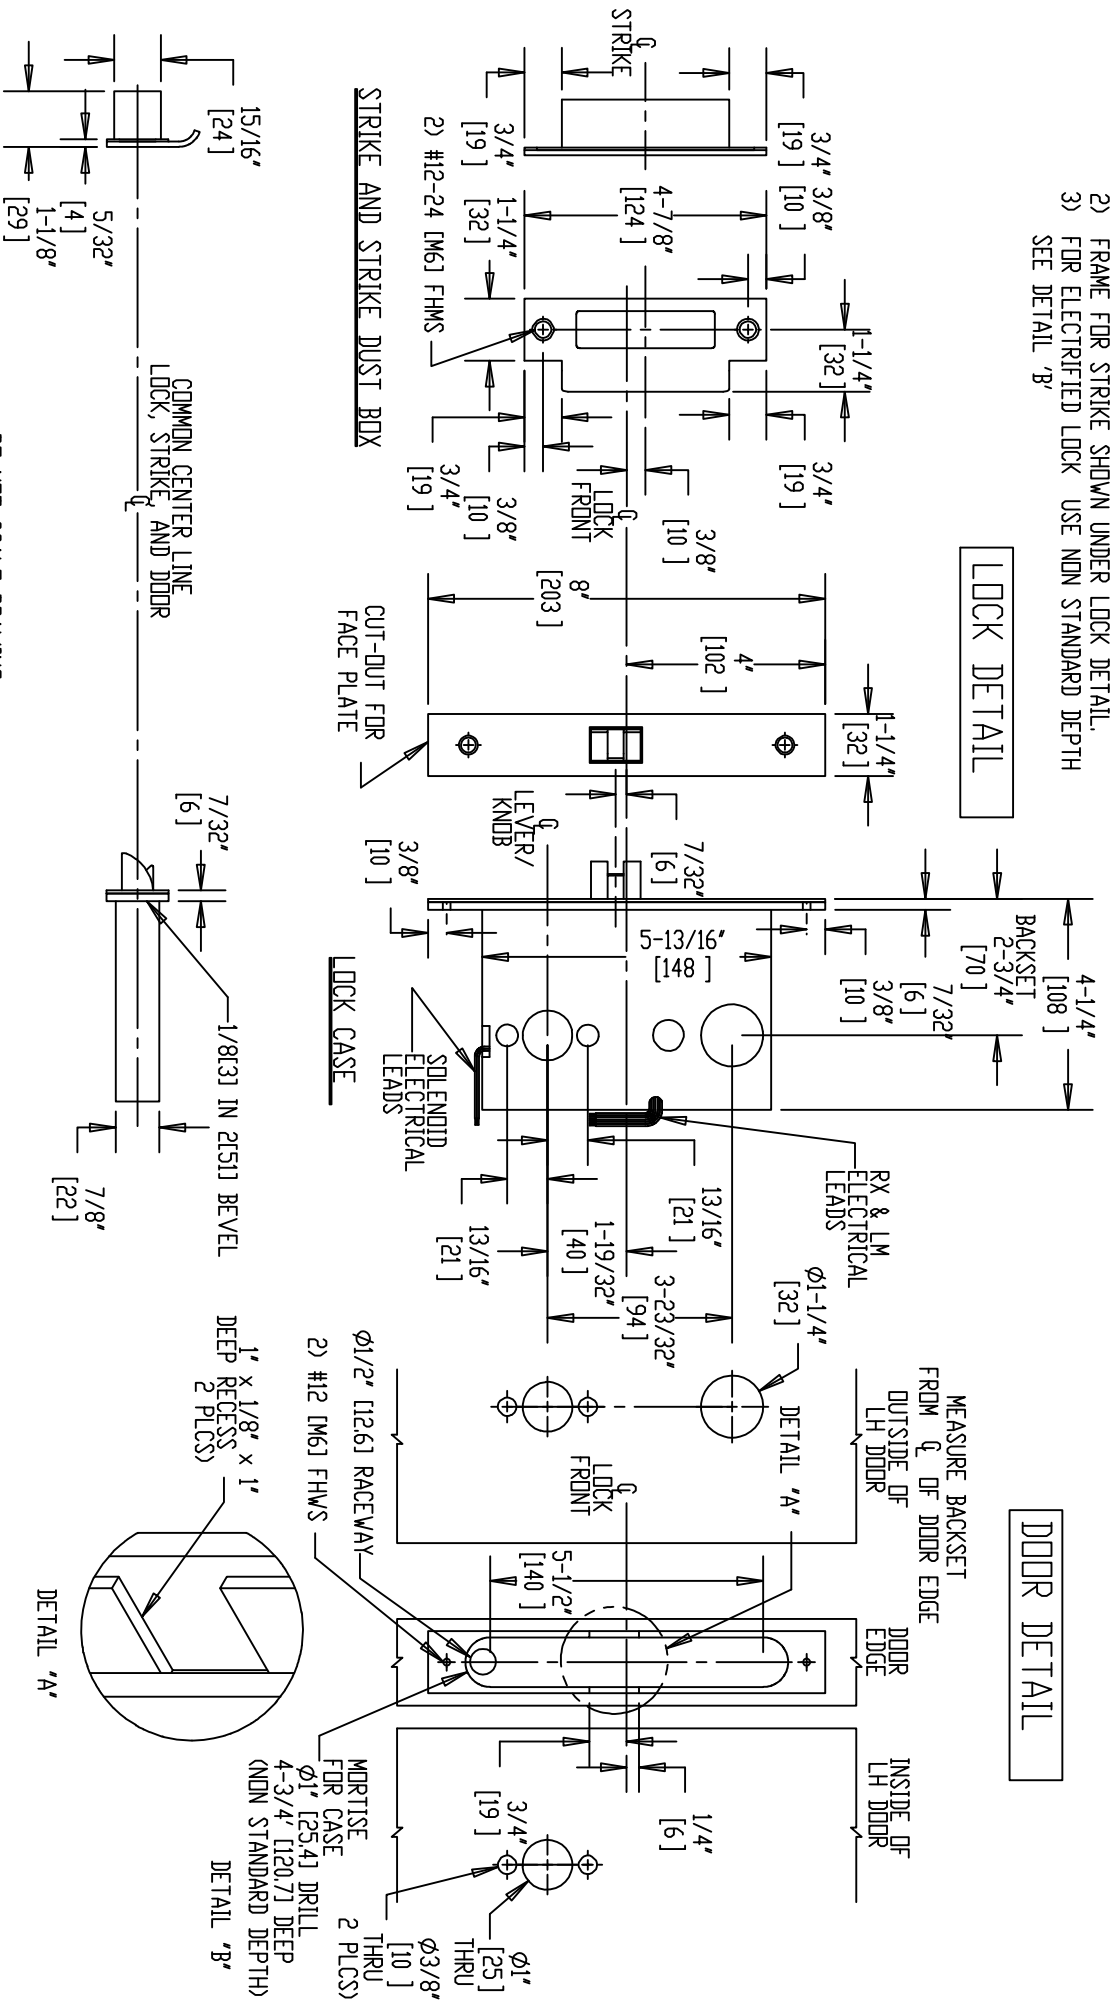 2) FRAME FOR STRIKE SHOWN UNDER LOCK DETAIL.
3) FOR ELECTRIFIED LOCK USE NON STANDARD DEPTH
SEE DETAIL 'B'
LOCK DETAIL
DOOR DETAIL
℄
STRIKE
3/4"
[19 ]
3/4"
[19 ]
3/8"
[10 ]
4-7/8"
[124 ]
1-1/4"
[32 ]
1-1/4"
[32 ]
2) #12-24 [M6] FHMS
STRIKE AND STRIKE DUST BOX
3/4"
[19 ]
3/8"
[10 ]
3/4"
[19 ]
3/8"
[10 ]
℄
LOCK
FRONT
8"
[203 ]
4"
[102 ]
1-1/4"
[32 ]
CUT-OUT FOR
FACE PLATE
7/32"
[6 ]
℄
LEVER/
KNOB
3/8"
[10 ]
4-1/4"
[108 ]
BACKSET
2-3/4"
[70 ]
7/32"
[6 ]
3/8"
[10 ]
5-13/16"
[148 ]
LOCK CASE
SOLENOID
ELECTRICAL
LEADS
RX & LM
ELECTRICAL
LEADS
13/16"
[21 ]
1-19/32"
[40 ]
13/16"
[21 ]
3-23/32"
[94 ]
Ø1-1/4"
[32 ]
MEASURE BACKSET
FROM ℄ OF DOOR EDGE
OUTSIDE OF
LH DOOR
DETAIL "A"
℄
LOCK
FRONT
DOOR
EDGE
5-1/2"
[140 ]
Ø1/2" [12.6] RACEWAY
2) #12 [M6] FHWS
INSIDE OF
LH DOOR
1/4"
[6 ]
3/4"
[19 ]
Ø1"
[25 ]
THRU
Ø3/8"
[10 ]
THRU
2 PLCS)
MORTISE
FOR CASE
Ø1" [25.4] DRILL
4-3/4' [120.7] DEEP
(NON STANDARD DEPTH)
DETAIL "B"
1" x 1/8" x 1"
DEEP RECESS
2 PLCS)
DETAIL "A"
15/16"
[24 ]
5/32"
[4 ]
1-1/8"
[29 ]
COMMON CENTER LINE
LOCK, STRIKE, AND DOOR
℄
7/32"
[6 ]
1/8[3] IN 2[51] BEVEL
7/8"
[22 ]